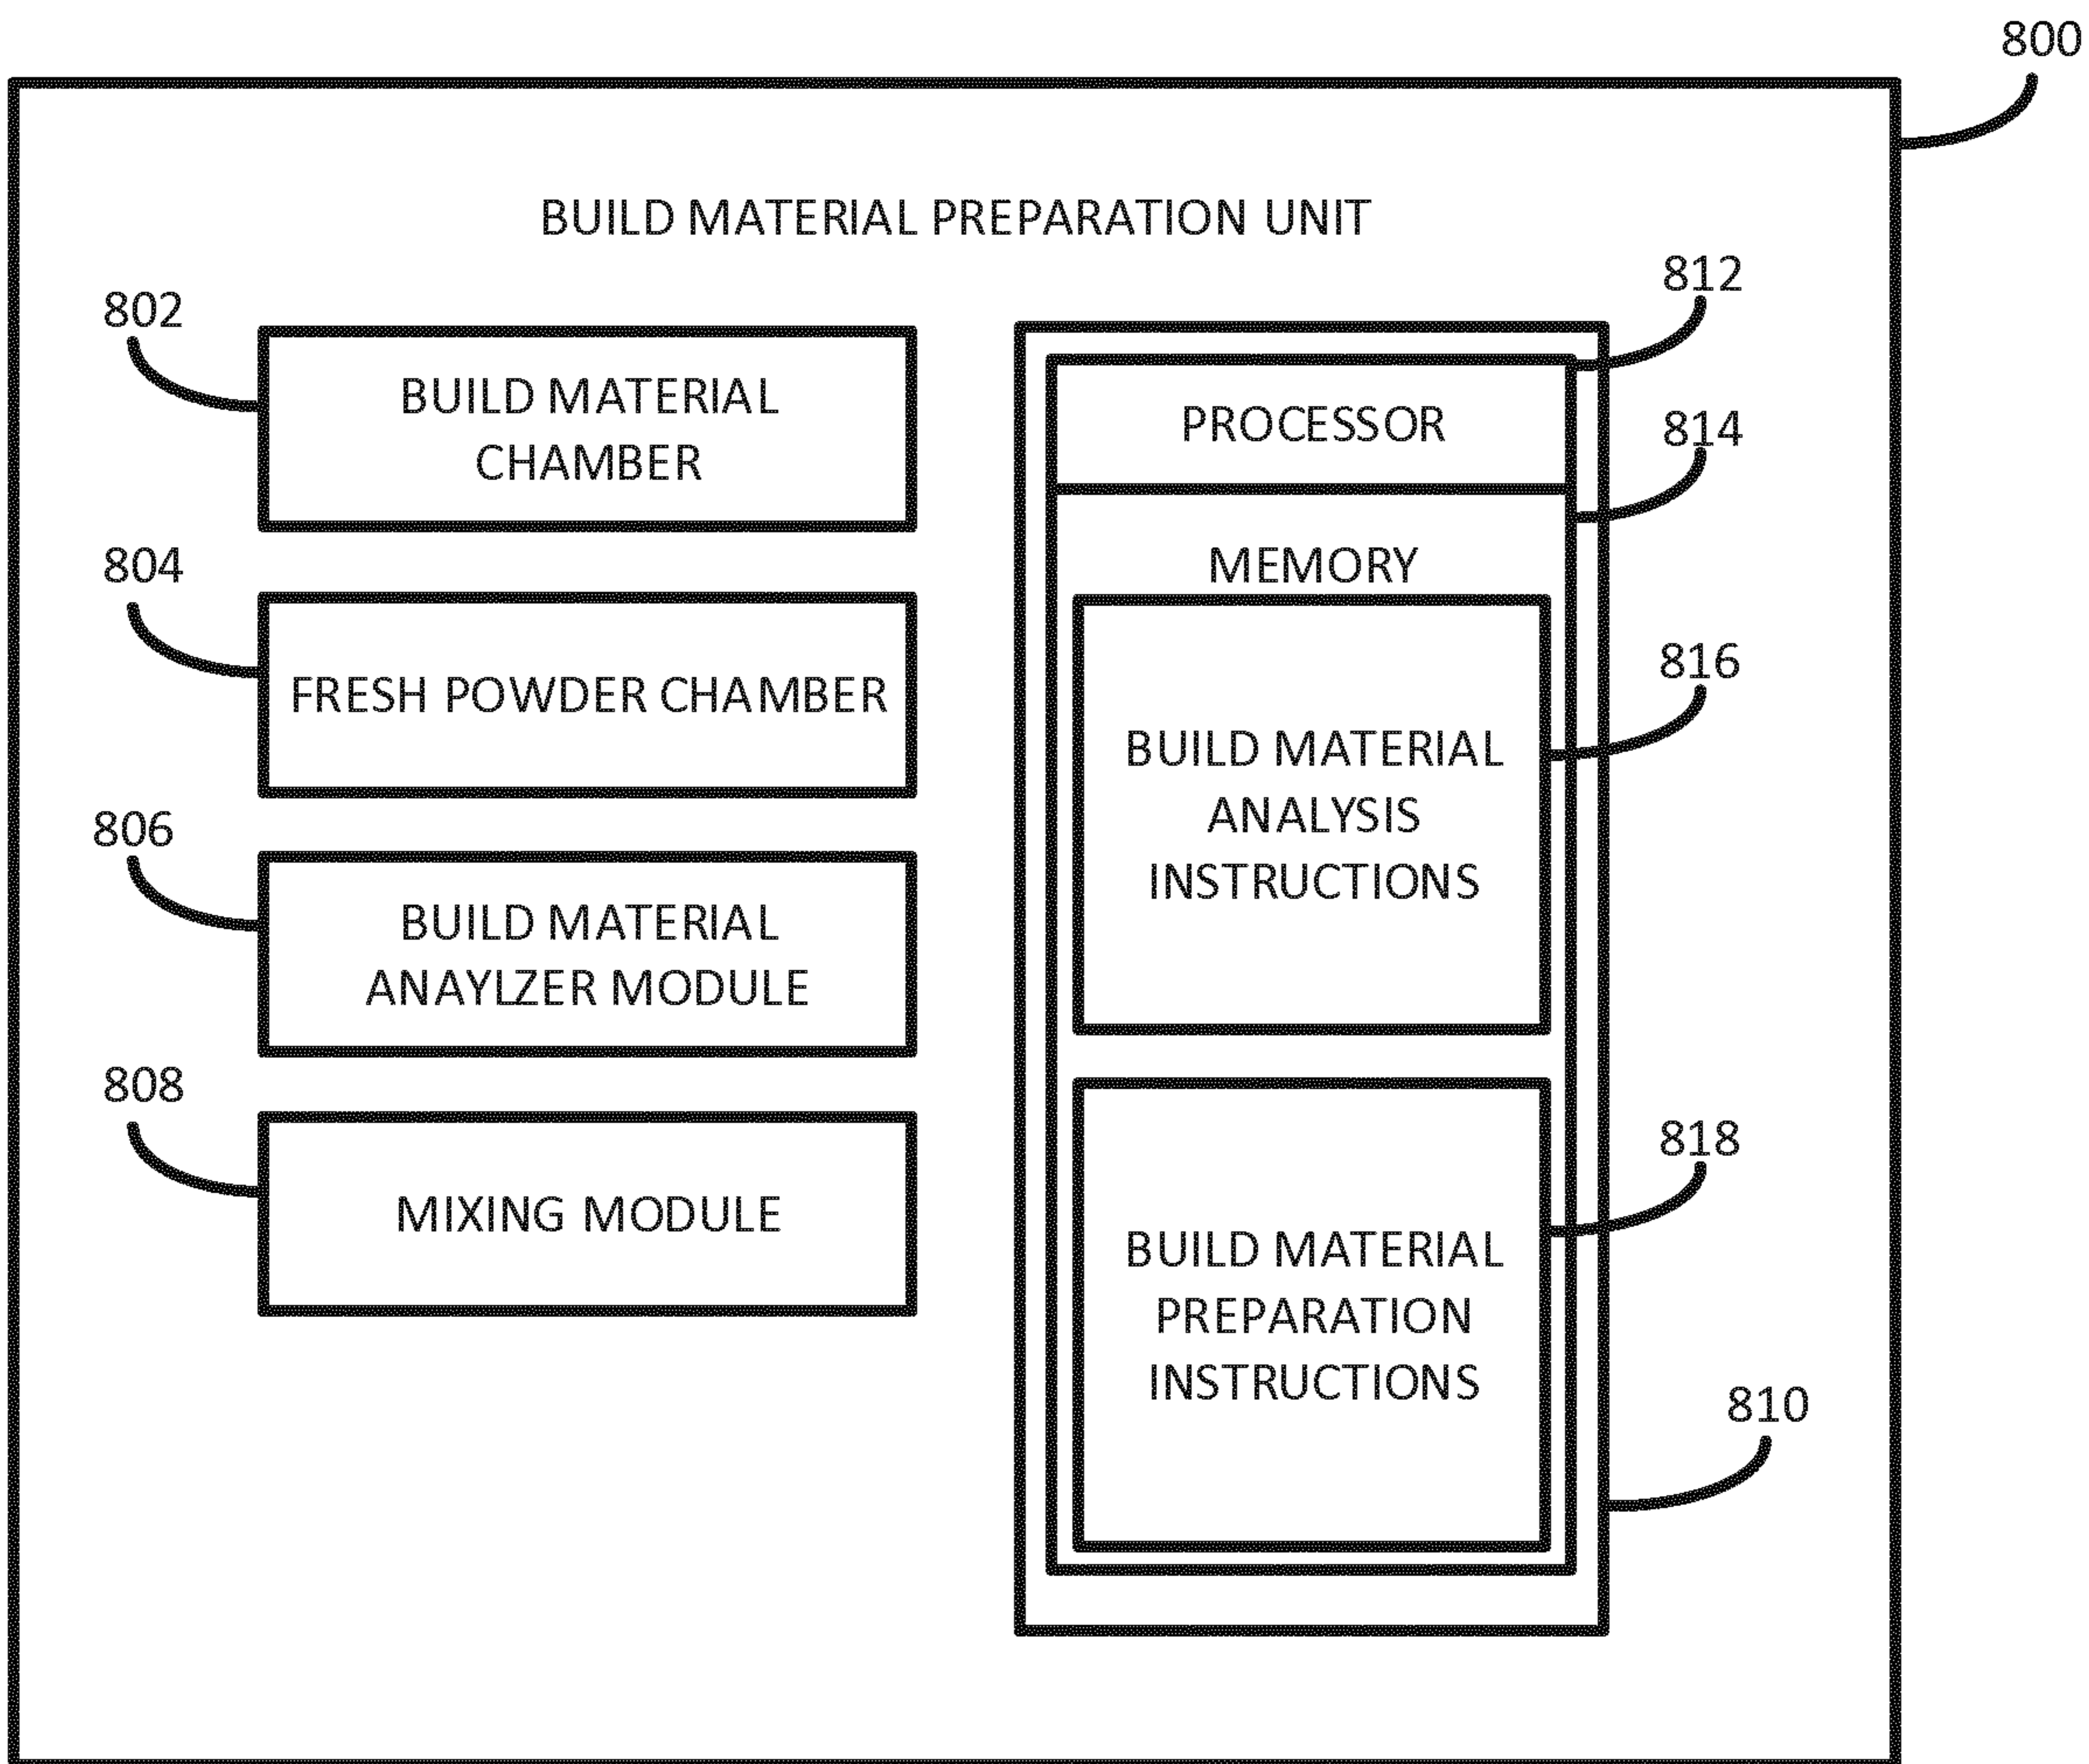 800
BUILD MATERIAL PREPARATION UNIT
802
BUILD MATERIAL
CHAMBER
804
FRESH POWDER CHAMBER
806
BUILD MATERIAL
ANAYLZER MODULE
808
MIXING MODULE
812
PROCESSOR
814
MEMORY
816
BUILD MATERIAL
ANALYSIS
INSTRUCTIONS
818
BUILD MATERIAL
PREPARATION
INSTRUCTIONS
810